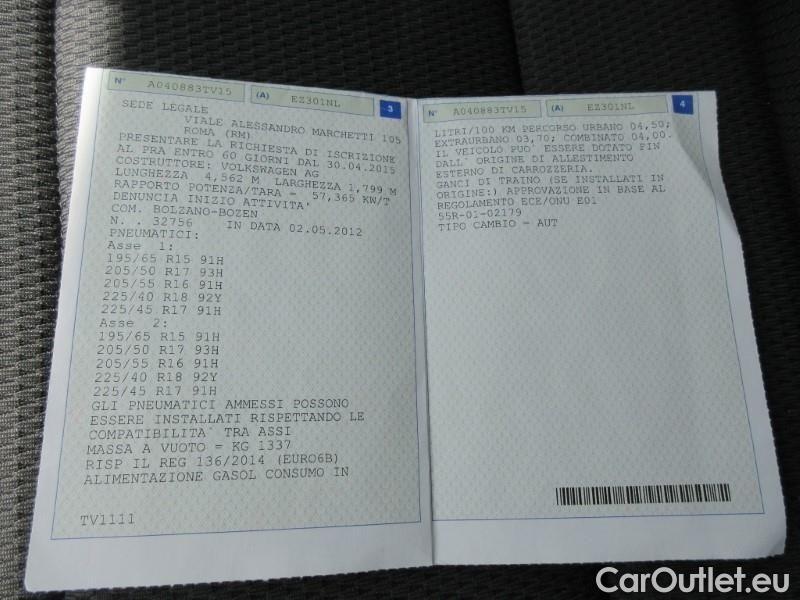 N° A040883TV15 (A) EZ301NL 3
SEDE LEGALE
VIALE ALESSANDRO MARCHETTI 105
ROMA (RM)
PRESENTARE LA RICHIESTA DI ISCRIZIONE
AL PRA ENTRO 60 GIORNI DAL 30.04.2015
COSTRUTTORE: VOLKSWAGEN AG
LUNGHEZZA 4,562 M LARGHEZZA 1,799 M
RAPPORTO POTENZA/TARA = 57,365 KW/T
DENUNCIA INIZIO ATTIVITA'
COM. BOLZANO-BOZEN
N. . 32756 IN DATA 02.05.2012
PNEUMATICI:
Asse 1:
195/65 R15 91H
205/50 R17 93H
205/55 R16 91H
225/40 R18 92Y
225/45 R17 91H
Asse 2:
195/65 R15 91H
205/50 R17 93H
205/55 R16 91H
225/40 R18 92Y
225/45 R17 91H
GLI PNEUMATICI AMMESSI POSSONO
ESSERE INSTALLATI RISPETTANDO LE
COMPATIBILITA' TRA ASSI
MASSA A VUOTO = KG 1337
RISP IL REG 136/2014 (EURO6B)
ALIMENTAZIONE GASOL CONSUMO IN
TV1111
N° A040883TV15 (A) EZ301NL 4
LITRI/100 KM PERCORSO URBANO 04,50;
EXTRAURBANO 03,70; COMBINATO 04,00.
IL VEICOLO PUO' ESSERE DOTATO FIN
DALL' ORIGINE DI ALLESTIMENTO
ESTERNO DI CARROZZERIA.
GANCI DI TRAINO (SE INSTALLATI IN
ORIGINE:) APPROVAZIONE IN BASE AL
REGOLAMENTO ECE/ONU E01
55R-01-02179
TIPO CAMBIO = AUT
CarOutlet.eu